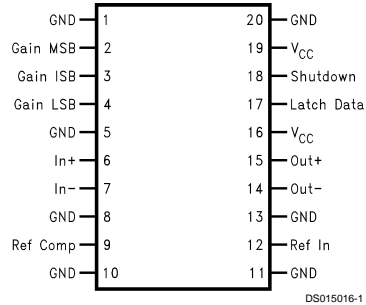 GND 1 20 GND
Gain MSB 2 19 VCC
Gain ISB 3 18 Shutdown
Gain LSB 4 17 Latch Data
GND 5 16 VCC
In+ 6 15 Out+
In- 7 14 Out-
GND 8 13 GND
Ref Comp 9 12 Ref In
GND 10 11 GND
DS015016-1